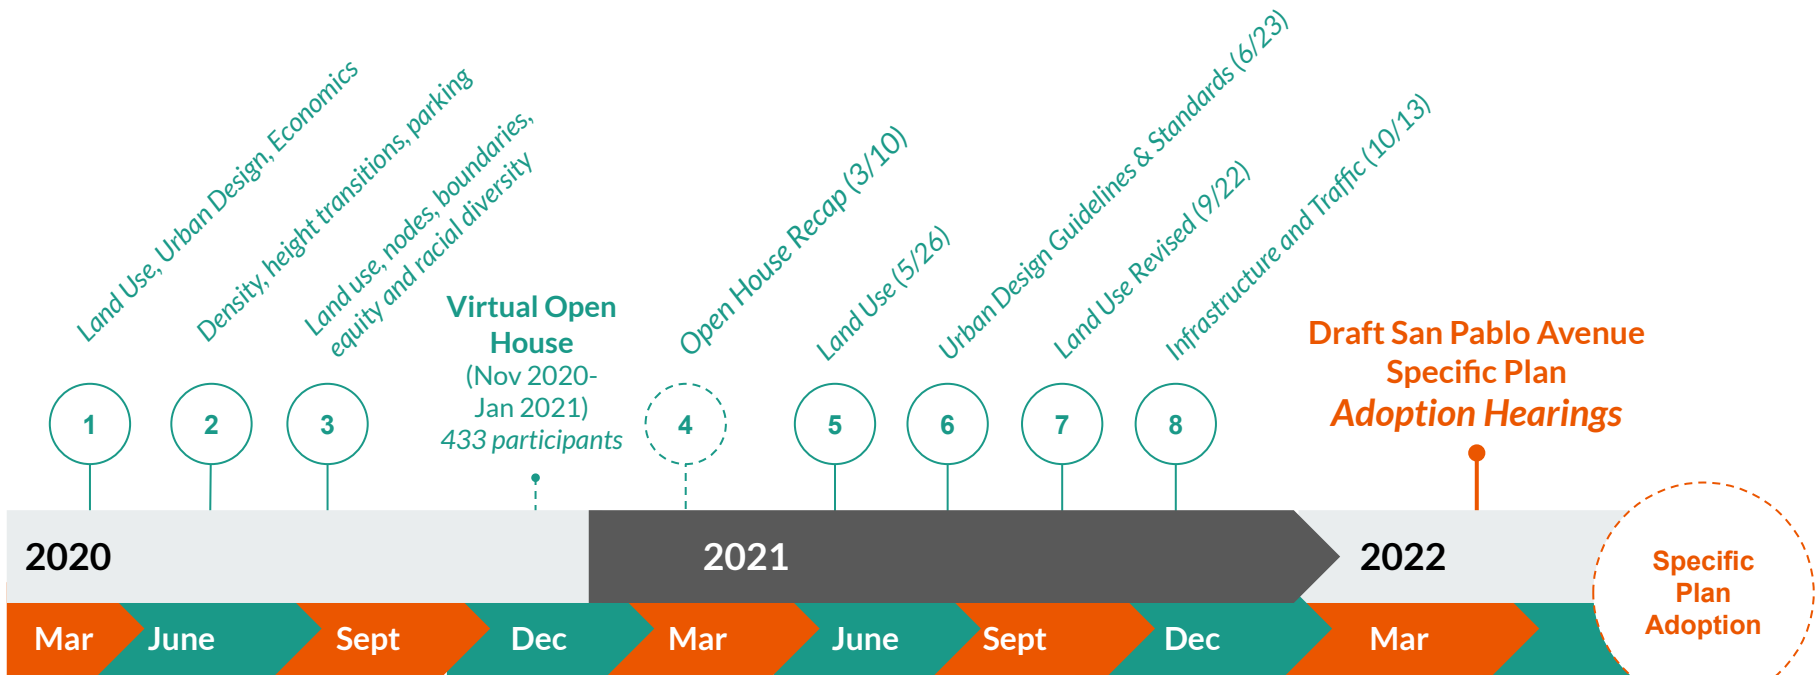 Land Use, Urban Design, Economics
Density, height transitions, parking
Land use, nodes, boundaries,
equity and racial diversity
Virtual Open
House
(Nov 2020-
Jan 2021)
433 participants
Open House Recap (3/10)
Land Use (5/26)
Urban Design Guidelines & Standards (6/23)
Land Use Revised (9/22)
Infrastructure and Traffic (10/13)
Draft San Pablo Avenue
Specific Plan
Adoption Hearings
1
2
3
4
5
6
7
8
2020
2021
2022
Mar
June
Sept
Dec
Mar
June
Sept
Dec
Mar
Specific
Plan
Adoption